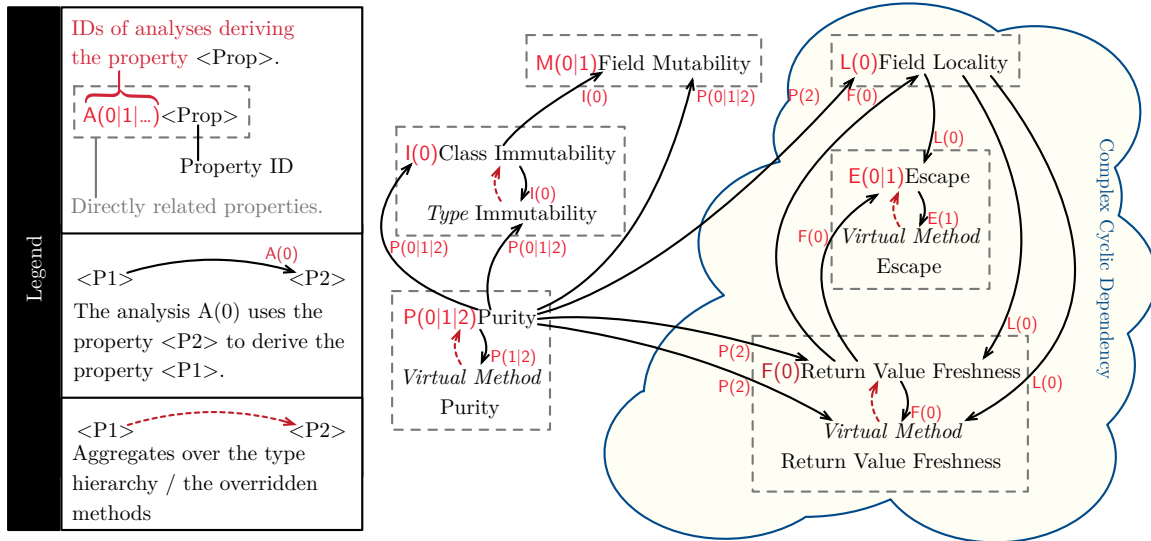 Legend
IDs of analyses deriving
the property <Prop>.
A(0|1|…)<Prop>
Property ID
Directly related properties.
A(0)
<P1> <P2>
The analysis A(0) uses the
property <P2> to derive the
property <P1>.
<P1> <P2>
Aggregates over the type
hierarchy / the overridden
methods
M(0|1)Field Mutability
I(0)
P(0|1|2)
I(0)Class Immutability
I(0)
Type Immutability
P(0|1|2)
P(0|1|2)
P(0|1|2)Purity
P(1|2)
Virtual Method
Purity
P(2)
P(2)
P(2)
L(0)Field Locality
F(0)
L(0)
E(0|1)Escape
E(1)
Virtual Method
Escape
F(0)
L(0)
L(0)
F(0)Return Value Freshness
F(0)
Virtual Method
Return Value Freshness
Complex Cyclic Dependency